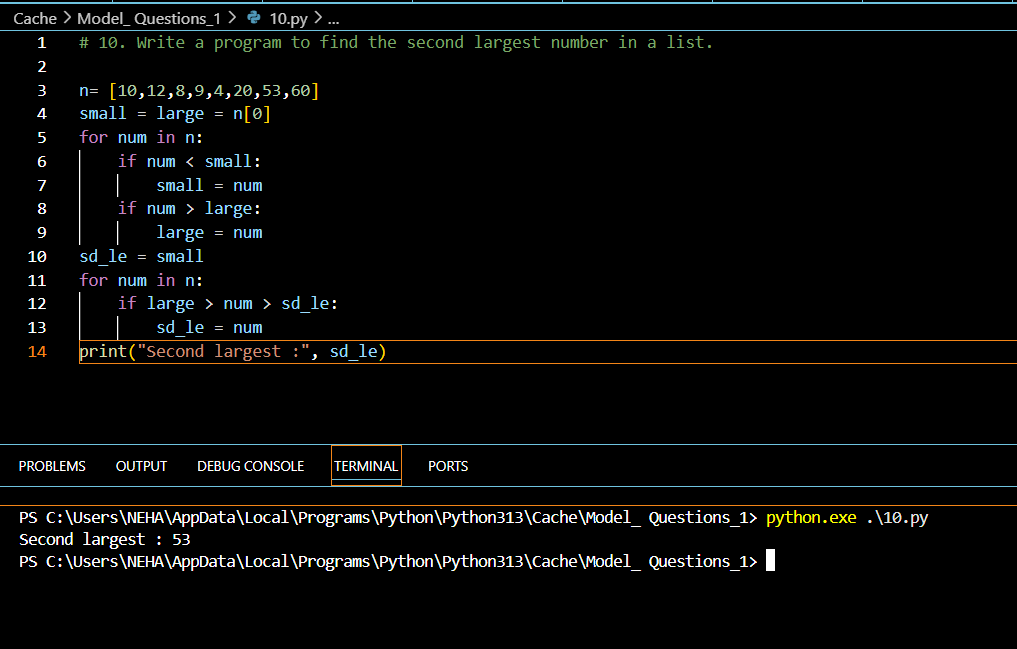 Cache > Model_ Questions_1 > 10.py > ...
1 # 10. Write a program to find the second largest number in a list.
2
3 n= [10,12,8,9,4,20,53,60]
4 small = large = n[0]
5 for num in n:
6     if num < small:
7         small = num
8     if num > large:
9         large = num
10 sd_le = small
11 for num in n:
12     if large > num > sd_le:
13         sd_le = num
14 print("Second largest :", sd_le)
PROBLEMS OUTPUT DEBUG CONSOLE TERMINAL PORTS
PS C:\Users\NEHA\AppData\Local\Programs\Python\Python313\Cache\Model_ Questions_1> python.exe .\10.py
Second largest : 53
PS C:\Users\NEHA\AppData\Local\Programs\Python\Python313\Cache\Model_ Questions_1>